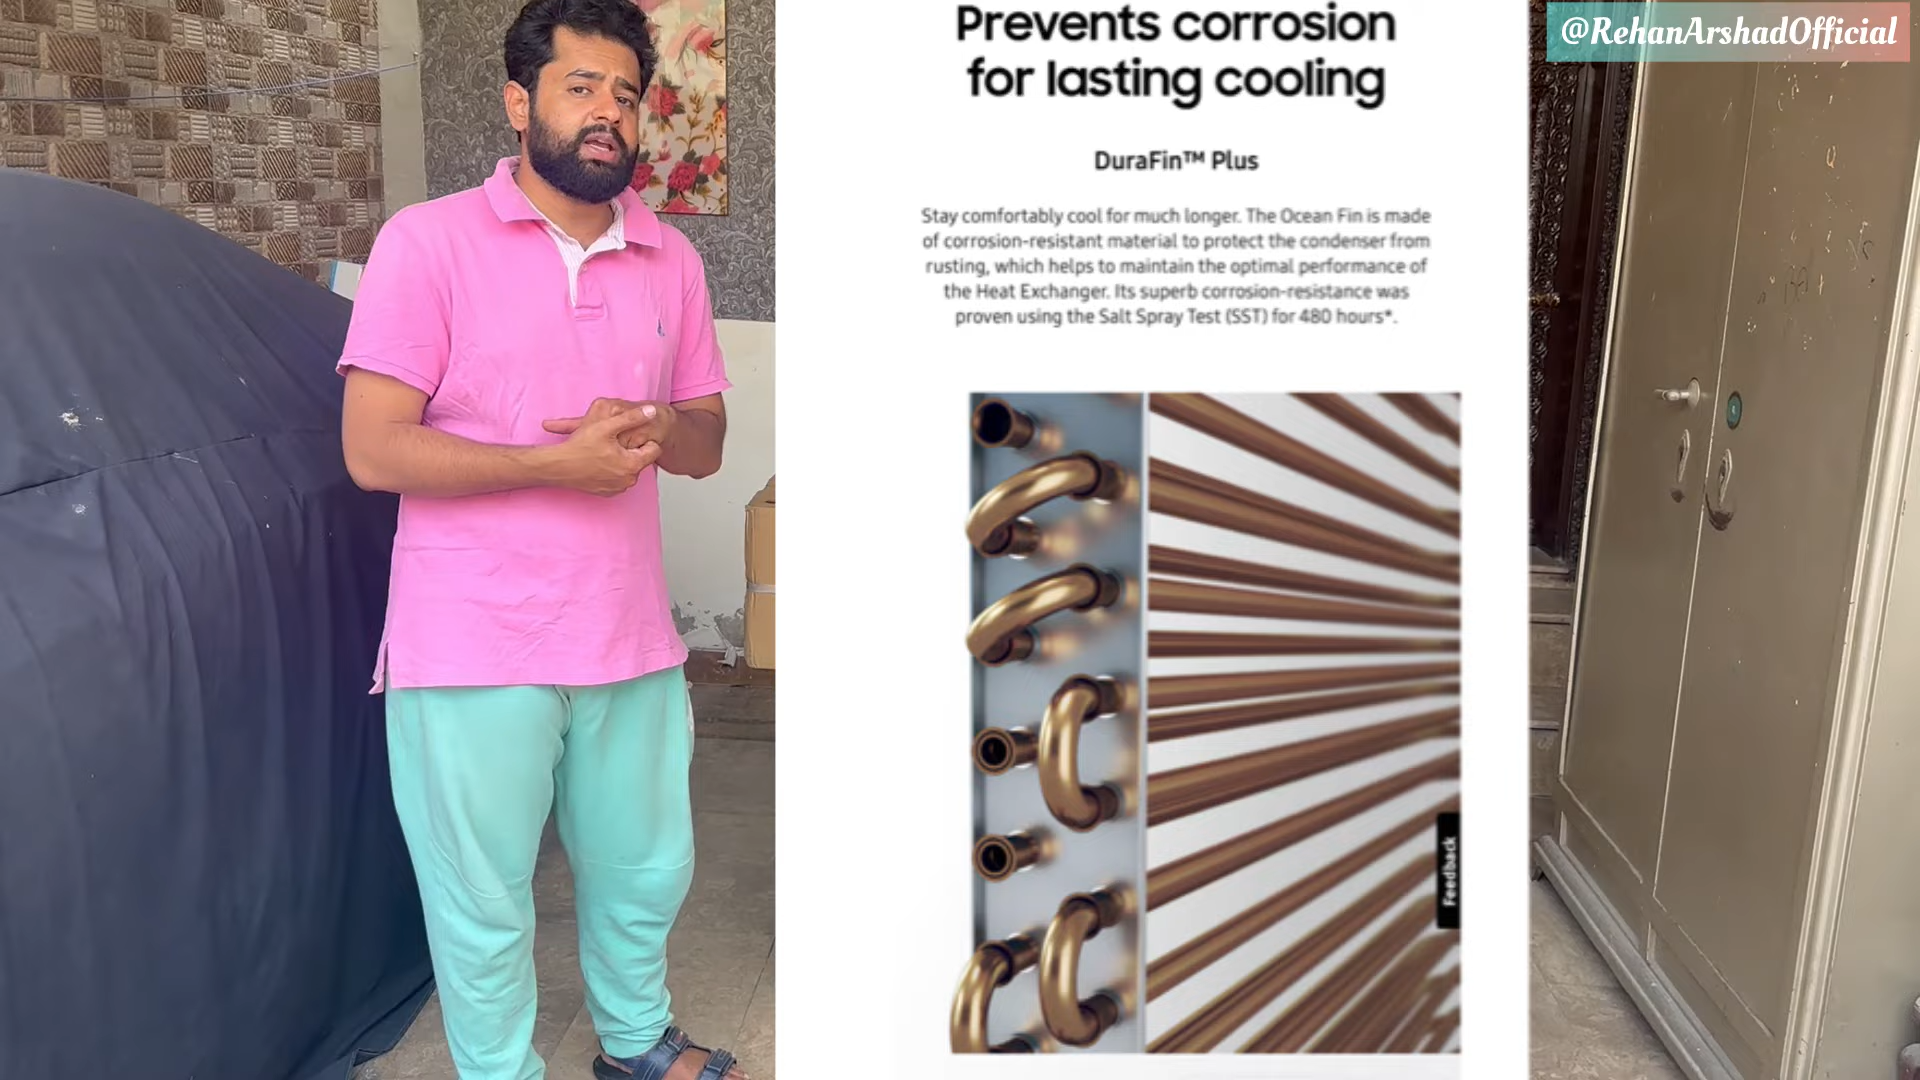 @RehanArshadOfficial
Prevents corrosion
for lasting cooling
DuraFin™ Plus
Stay comfortably cool for much longer. The Ocean Fin is made
of corrosion-resistant material to protect the condenser from
rusting, which helps to maintain the optimal performance of
the Heat Exchanger. Its superb corrosion-resistance was
proven using the Salt Spray Test (SST) for 480 hours*.
Feedback